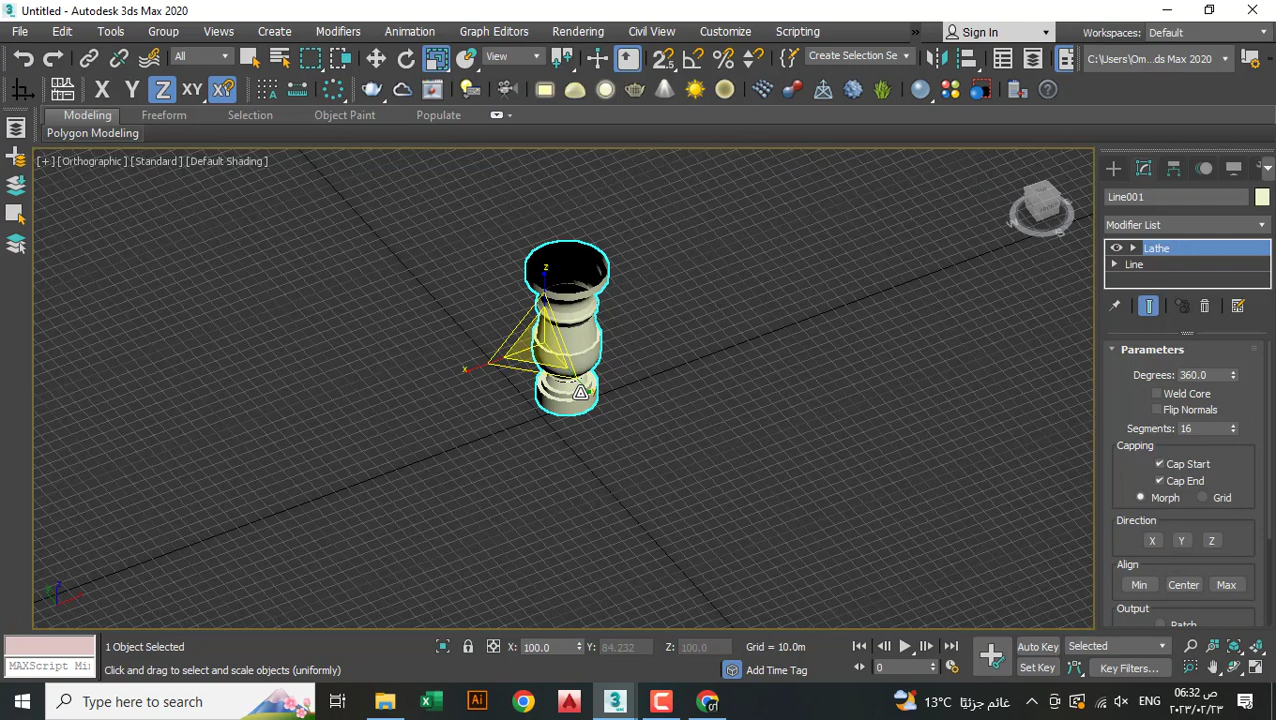 Untitled - Autodesk 3ds Max 2020
File Edit Views Tools Group Create Modifiers Animation Graph Editors Rendering Civil View Customize Scripting » Sign In Workspaces: Default
All View Create Selection Se C:\Users\Om...ds Max 2020
X Y Z XY
Modeling Freeform Selection Object Paint Populate
Polygon Modeling
[+] [Orthographic] [Standard] [Default Shading]
Line001
Modifier List
Lathe
Line
z
x
Parameters
Degrees: 360.0
Weld Core
Flip Normals
Segments: 16
Capping
Cap Start
Cap End
Morph Grid
Direction
X Y Z
Align
Min Center Max
Output
Patch
1 Object Selected X: 100.0 Y: 84.232 Z: 100.0 Grid = 10.0m Auto Key Selected
MAXScript Mi Click and drag to select and scale objects (uniformly) Add Time Tag 0 Set Key Key Filters...
Type here to search 13°C غائم جزئيًا ENG 06:32 ص
٢٠٢٣/٠٢/٢٣